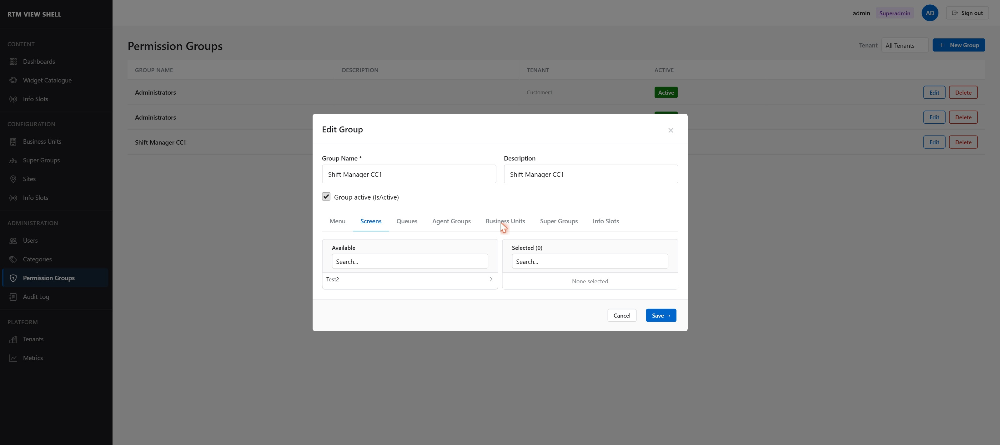 RTM VIEW SHELL
admin
Superadmin
AD
Sign out
CONTENT
Dashboards
Widget Catalogue
Info Slots
CONFIGURATION
Business Units
Super Groups
Sites
Info Slots
ADMINISTRATION
Users
Categories
Permission Groups
Audit Log
PLATFORM
Tenants
Metrics
Permission Groups
Tenant
All Tenants
+ New Group
GROUP NAME DESCRIPTION TENANT ACTIVE
Administrators Customer1 Active Edit Delete
Administrators Edit Delete
Shift Manager CC1 Edit Delete
Edit Group
Group Name * Description
Shift Manager CC1 Shift Manager CC1
Group active (IsActive)
Menu Screens Queues Agent Groups Business Units Super Groups Info Slots
Available Selected (0)
Search... Search...
Test2 None selected
Cancel Save →